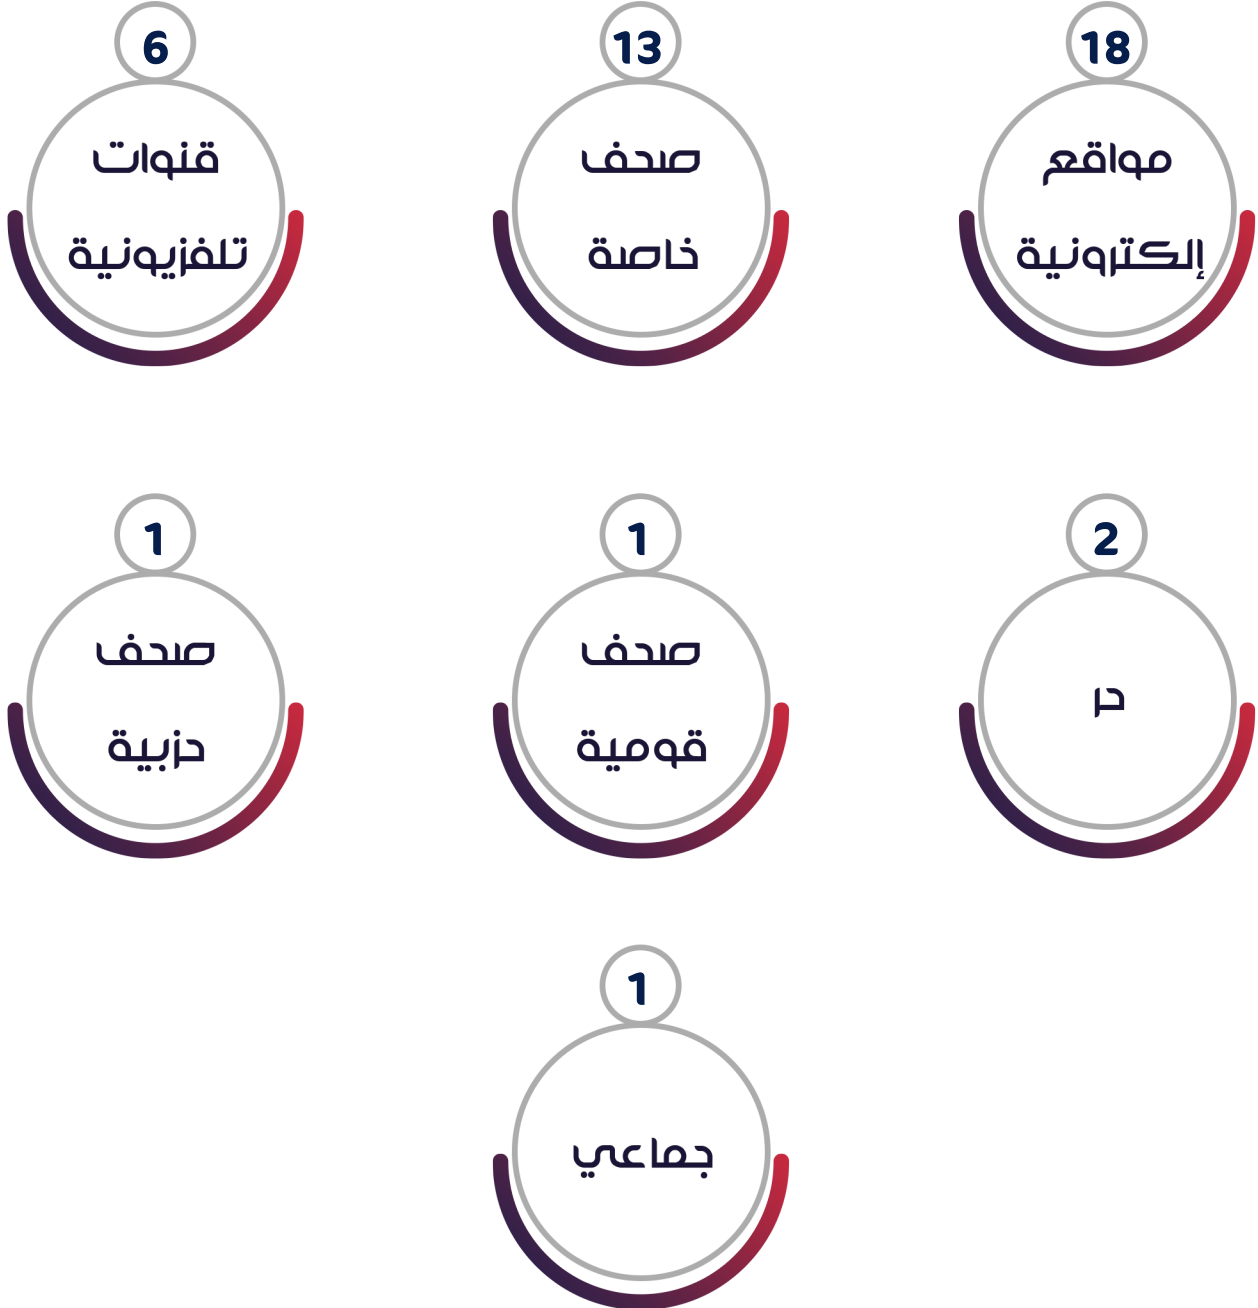 18
مواقع
إلكترونية
13
صحف
خاصة
6
قنوات
تلفزيونية
2
حر
1
صحف
قومية
1
صحف
حزبية
1
جماعي